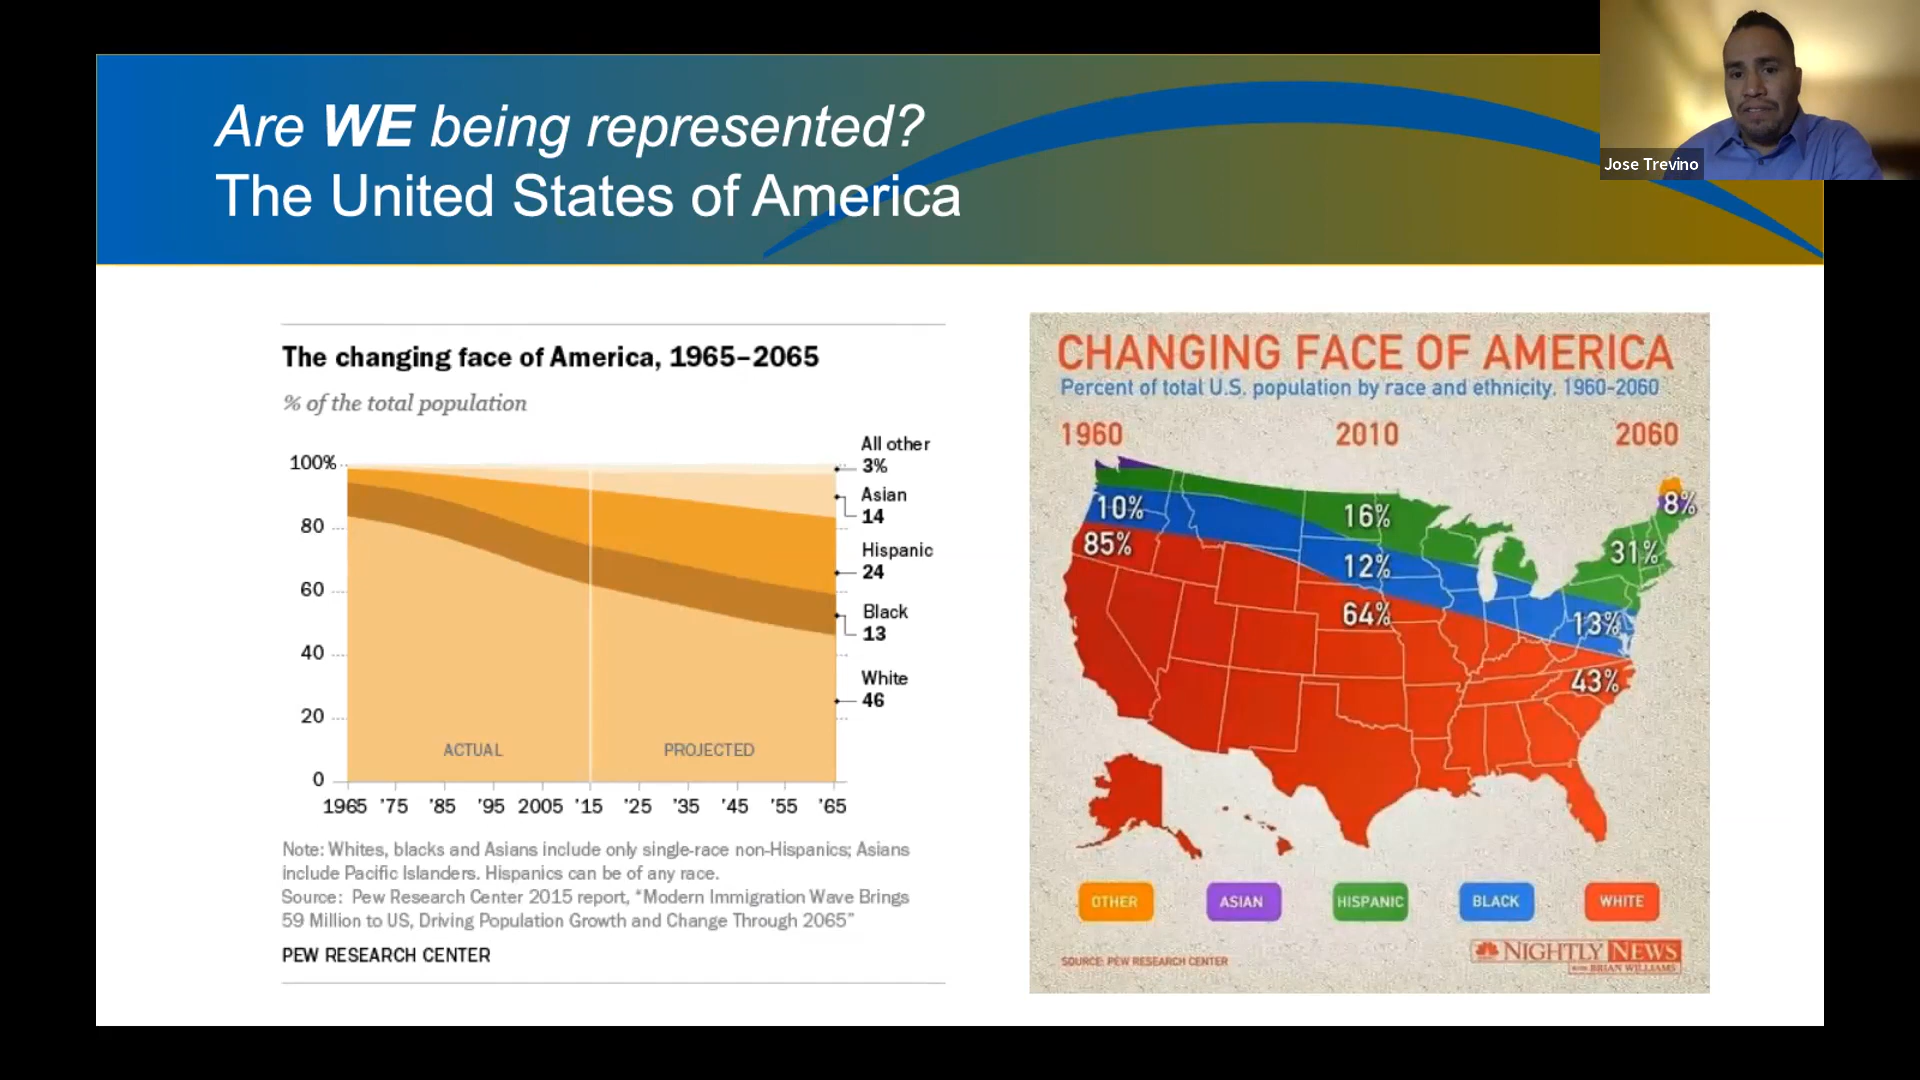 Are WE being represented?
The United States of America
Jose Trevino
The changing face of America, 1965–2065
% of the total population
100%
80
60
40
20
0
All other
3%
Asian
14
Hispanic
24
Black
13
White
46
ACTUAL
PROJECTED
1965 '75 '85 '95 2005 '15 '25 '35 '45 '55 '65
Note: Whites, blacks and Asians include only single-race non-Hispanics; Asians
include Pacific Islanders. Hispanics can be of any race.
Source: Pew Research Center 2015 report, "Modern Immigration Wave Brings
59 Million to US, Driving Population Growth and Change Through 2065"
PEW RESEARCH CENTER
CHANGING FACE OF AMERICA
Percent of total U.S. population by race and ethnicity, 1960-2060
1960 2010 2060
10%
85%
16%
12%
64%
8%
31%
13%
43%
OTHER
ASIAN
HISPANIC
BLACK
WHITE
SOURCE: PEW RESEARCH CENTER
NIGHTLY NEWS
WITH BRIAN WILLIAMS